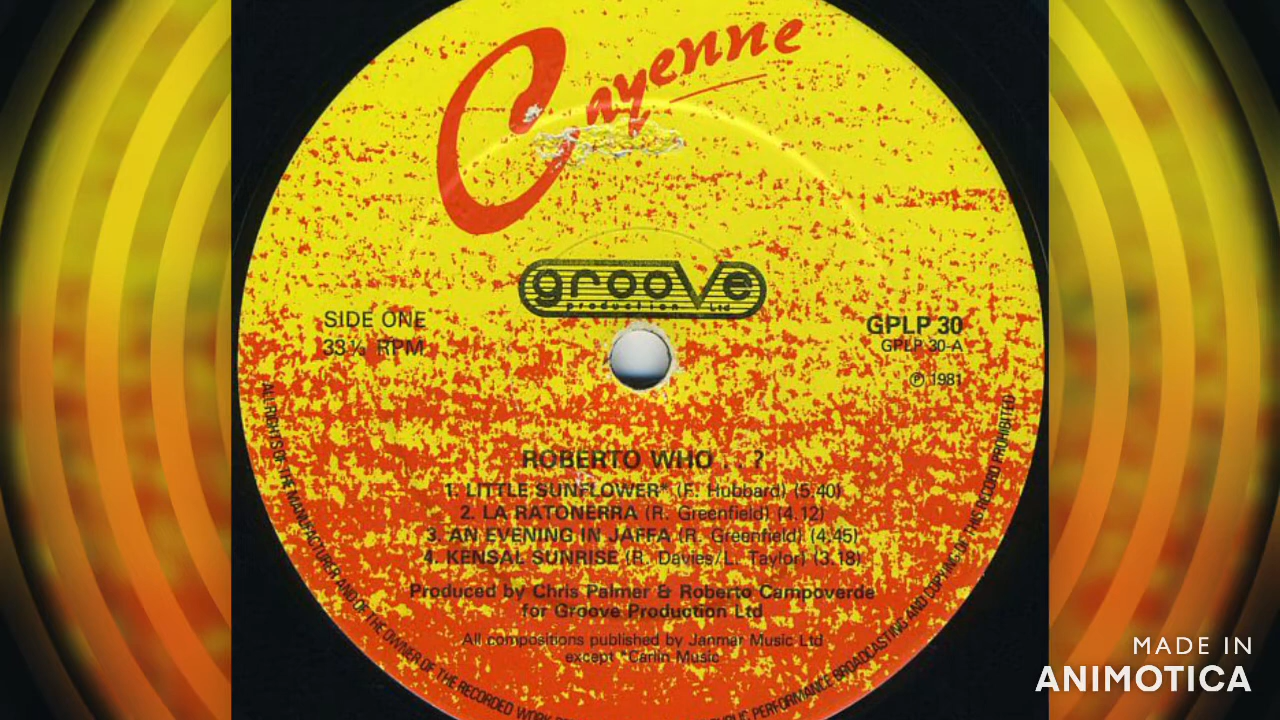 Cayenne
groove
production Ltd
SIDE ONE
33⅓ RPM
GPLP 30
GPLP 30-A
℗ 1981
ROBERTO WHO . . ?
1. LITTLE SUNFLOWER* (F. Hubbard) (5.40)
2. LA RATONERRA (R. Greenfield) (4.12)
3. AN EVENING IN JAFFA (R. Greenfield) (4.45)
4. KENSAL SUNRISE (R. Davies/L. Taylor) (3.18)
Produced by Chris Palmer & Roberto Campoverde
for Groove Production Ltd
All compositions published by Janmar Music Ltd
except *Carlin Music
ALL RIGHTS OF THE MANUFACTURER AND OF THE OWNER OF THE RECORDED WORK PUBLIC PERFORMANCE BROADCASTING AND COPYING OF THIS RECORD PROHIBITED
MADE IN
ANIMOTICA